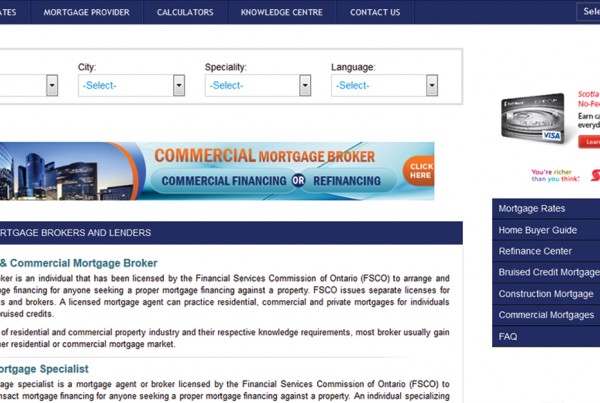 ATES MORTGAGE PROVIDER CALCULATORS KNOWLEDGE CENTRE CONTACT US Sele
City: Speciality: Language:
-Select- -Select- -Select-
Scotia
No-Fee
Earn ca
everyda
VISA
Learn
COMMERCIAL MORTGAGE BROKER
COMMERCIAL FINANCING OR REFINANCING
CLICK
HERE
You're richer
than you think.
Mortgage Rates
Home Buyer Guide
Refinance Center
Bruised Credit Mortgage
Construction Mortgage
Commercial Mortgages
FAQ
ORTGAGE BROKERS AND LENDERS
& Commercial Mortgage Broker
oker is an individual that has been licensed by the Financial Services Commission of Ontario (FSCO) to arrange and
age financing for anyone seeking a proper mortgage financing against a property. FSCO issues separate licenses for
s and brokers. A licensed mortgage agent can practice residential, commercial and private mortgages for individuals
bruised credits.
of residential and commercial property industry and their respective knowledge requirements, most broker usually gain
her residential or commercial mortgage market.
ortgage Specialist
age specialist is a mortgage agent or broker licensed by the Financial Services Commission of Ontario (FSCO) to
nsact mortgage financing for anyone seeking a proper mortgage financing against a property. An individual specializing